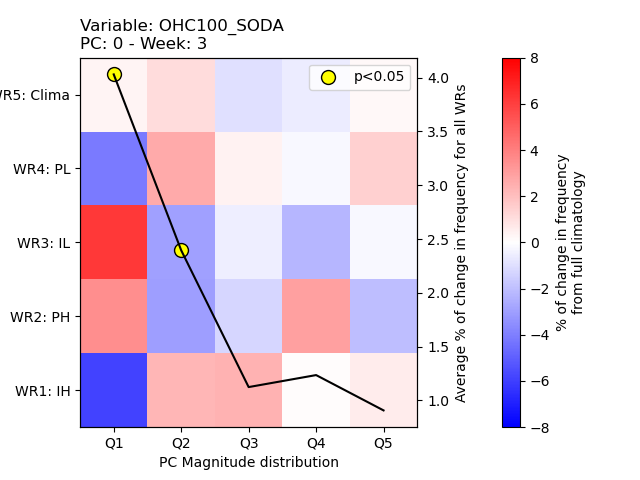 Variable: OHC100_SODA
PC: 0 - Week: 3
p<0.05
WR5: Clima
WR4: PL
WR3: IL
WR2: PH
WR1: IH
Q1 Q2 Q3 Q4 Q5
PC Magnitude distribution
4.0
3.5
3.0
2.5
2.0
1.5
1.0
Average % of change in frequency for all WRs
8
6
4
2
0
−2
−4
−6
−8
% of change in frequency
from full climatology